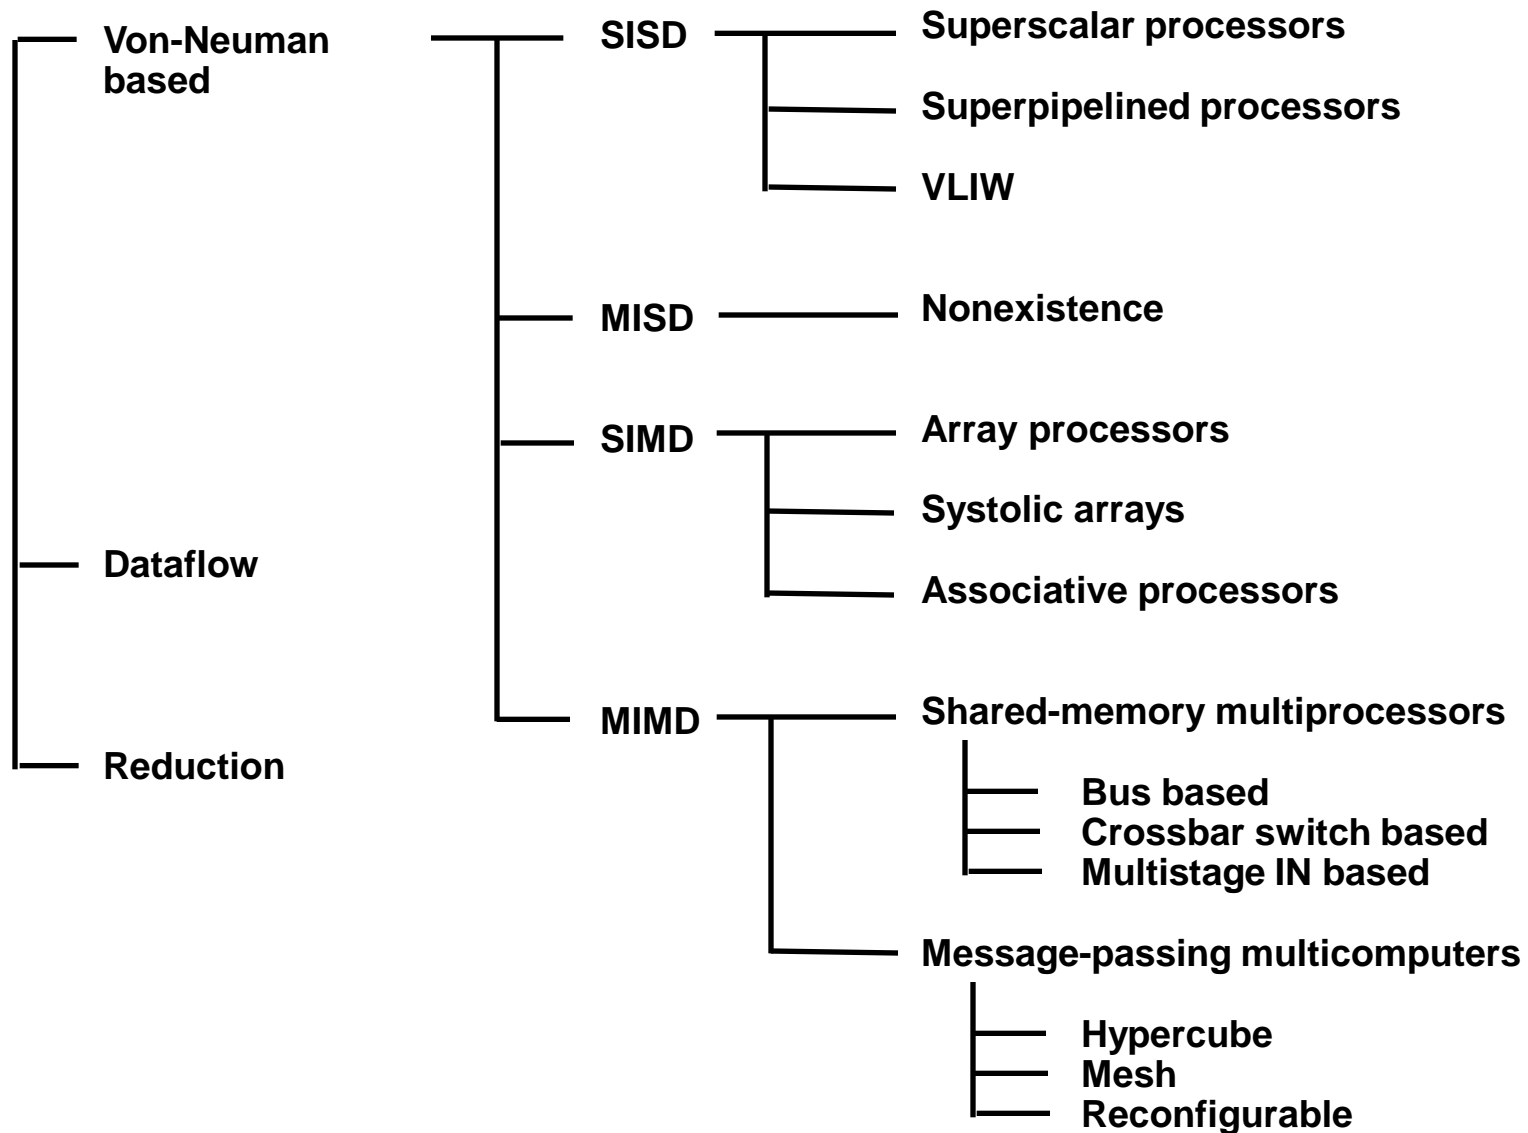 Von-Neuman
based
SISD
Superscalar processors
Superpipelined processors
VLIW
MISD
Nonexistence
SIMD
Array processors
Systolic arrays
Associative processors
Dataflow
MIMD
Shared-memory multiprocessors
Reduction
Bus based
Crossbar switch based
Multistage IN based
Message-passing multicomputers
Hypercube
Mesh
Reconfigurable